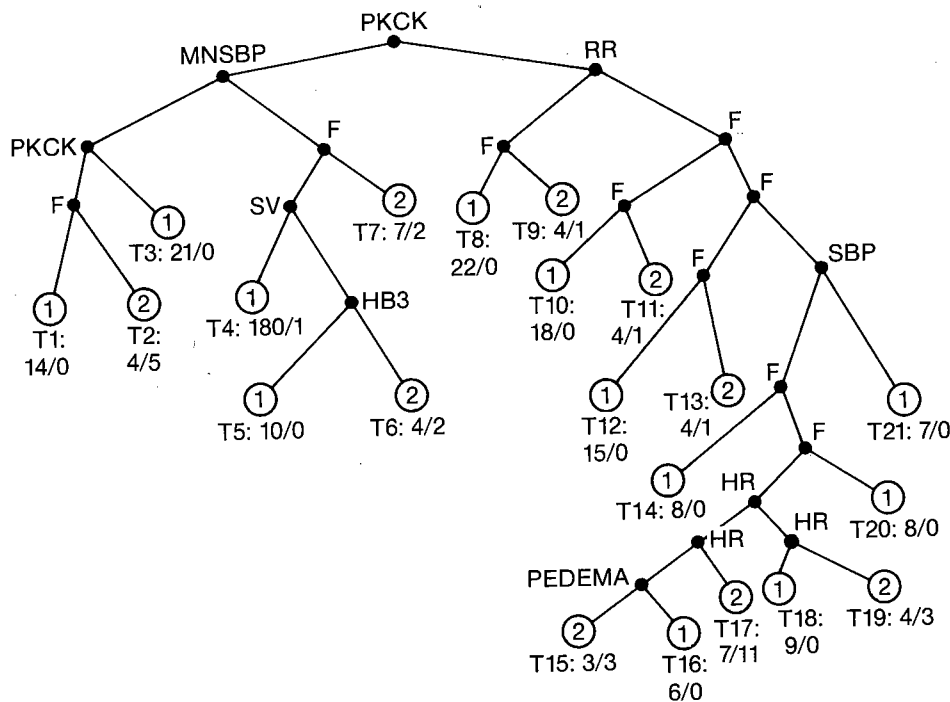 PKCK
MNSBP
RR
F
F
PKCK
F
F
F
SV
F
1
2
1
2
F
SBP
T3: 21/0
T7: 7/2
T8:
22/0
T9: 4/1
1
2
1
2
1
HB3
T1:
14/0
T2:
4/5
T4: 180/1
T10:
18/0
T11:
4/1
F
1
2
1
2
1
T5: 10/0
T6: 4/2
T12:
15/0
T13:
4/1
T21: 7/0
F
1
1
HR
T14: 8/0
T20: 8/0
HR
HR
PEDEMA
2
1
2
1
2
T15: 3/3
T16:
6/0
T17:
7/11
T18:
9/0
T19: 4/3